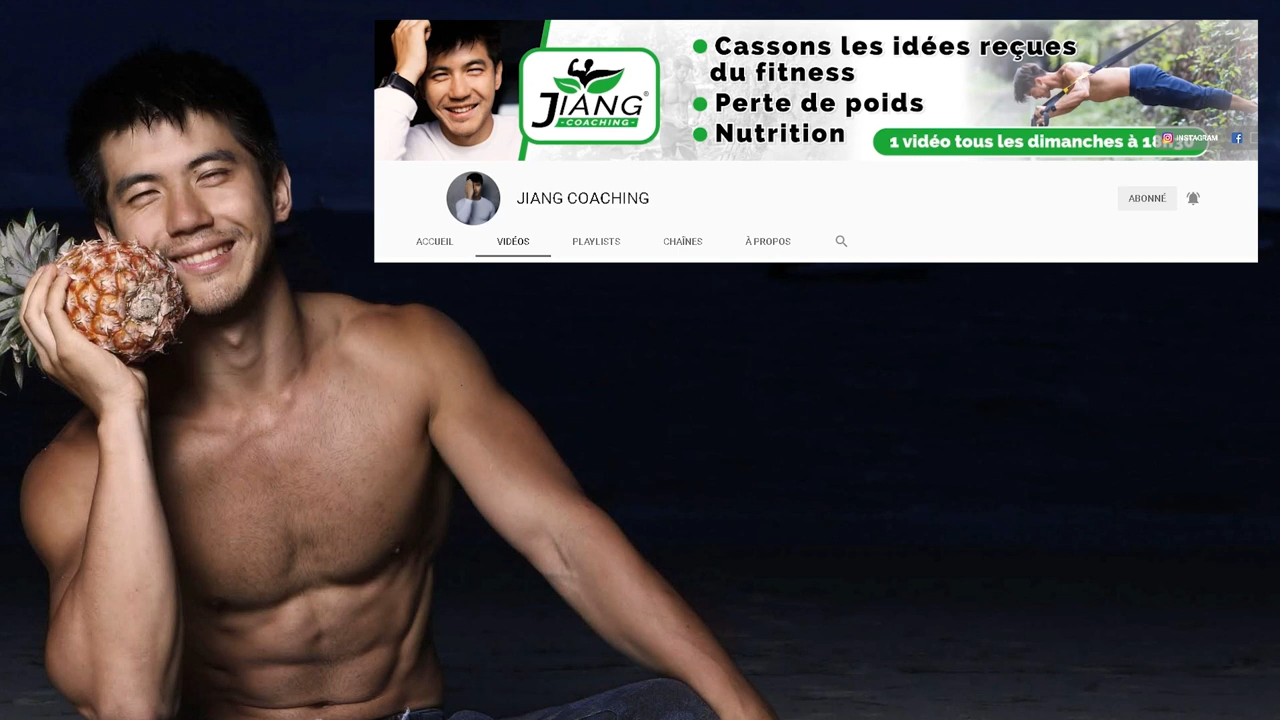 Cassons les idées reçues
du fitness
Perte de poids
Nutrition
JIANG®
-COACHING-
1 vidéo tous les dimanches à
INSTAGRAM
JIANG COACHING
ABONNÉ
ACCUEIL VIDÉOS PLAYLISTS CHAÎNES À PROPOS